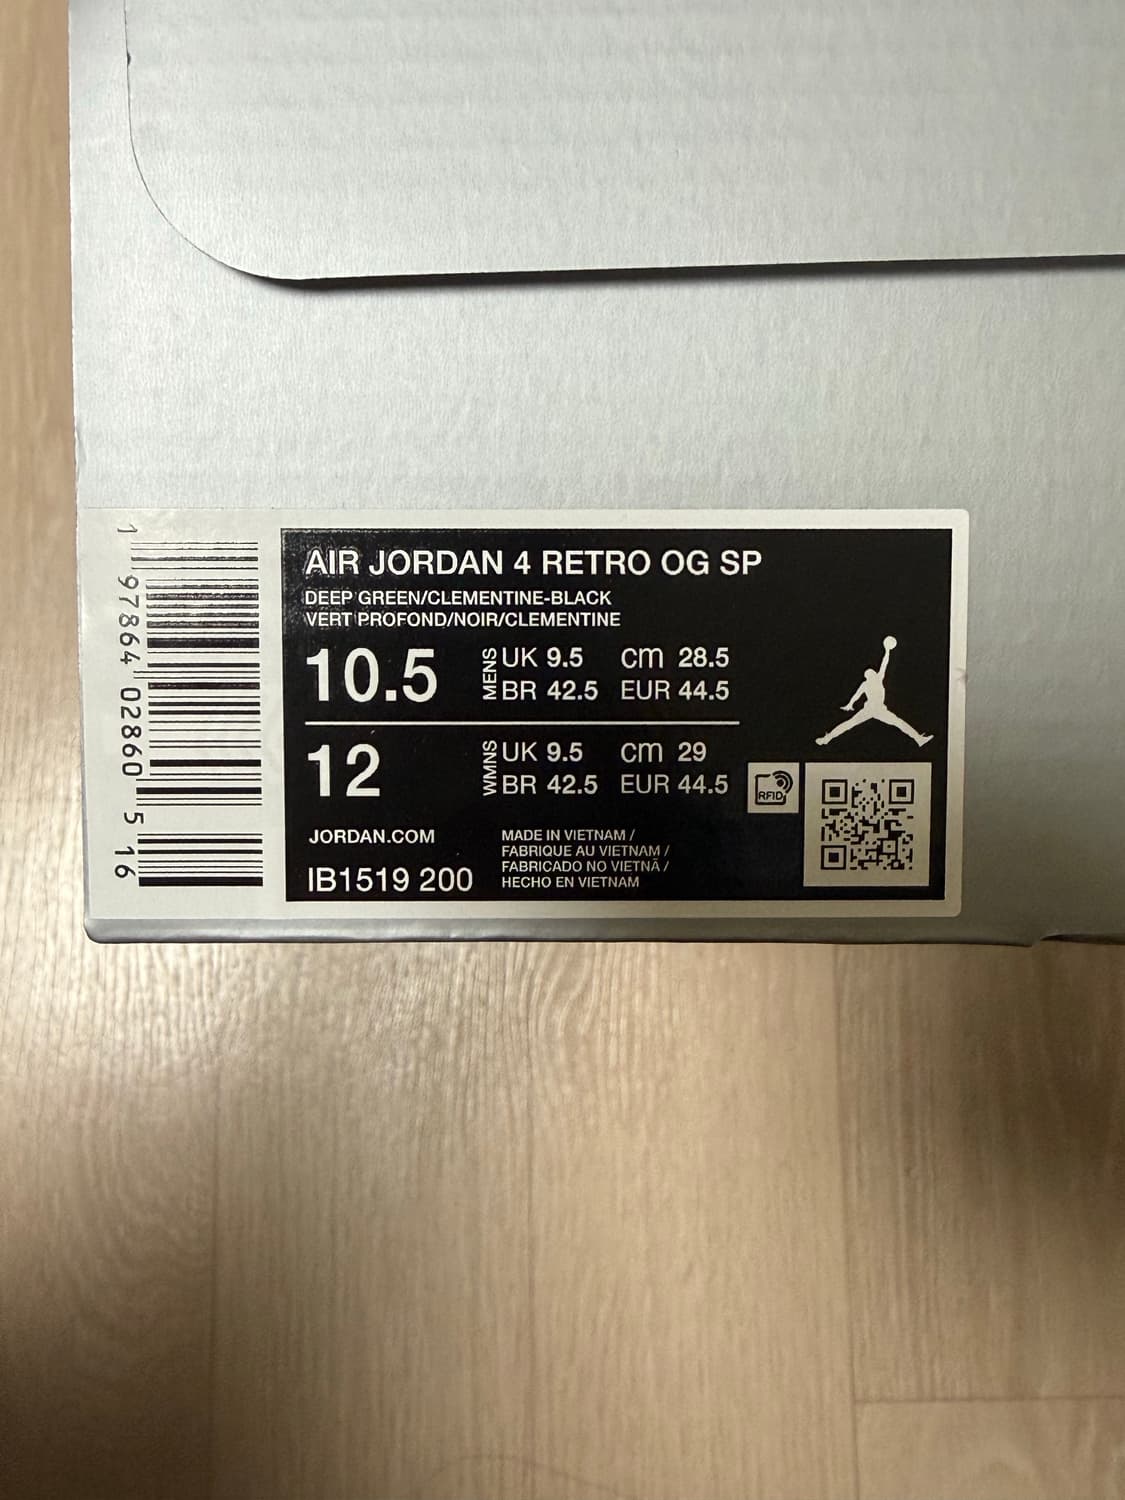 1 97864 02860 5 16
AIR JORDAN 4 RETRO OG SP
DEEP GREEN/CLEMENTINE-BLACK
VERT PROFOND/NOIR/CLEMENTINE
10.5
MENS
UK 9.5 cm 28.5
BR 42.5 EUR 44.5
12
WMNS
UK 9.5 cm 29
BR 42.5 EUR 44.5
RFID
JORDAN.COM
IB1519 200
MADE IN VIETNAM /
FABRIQUE AU VIETNAM /
FABRICADO NO VIETNÃ /
HECHO EN VIETNAM